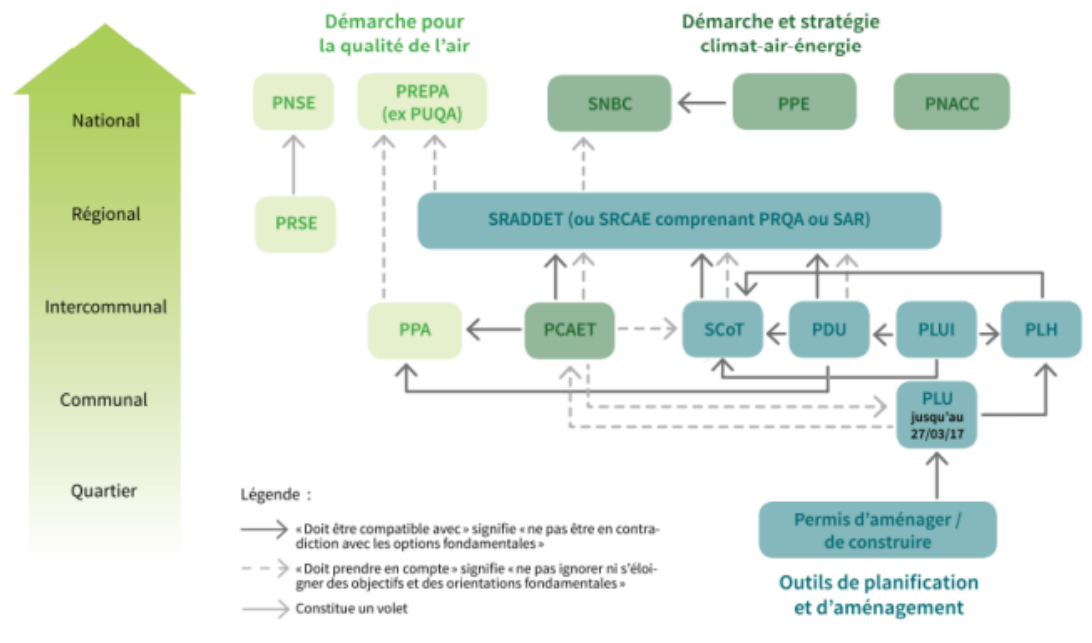 Démarche pour
la qualité de l'air
Démarche et stratégie
climat-air-énergie
National
PNSE
PREPA
(ex PUQA)
SNBC
PPE
PNACC
Régional
PRSE
SRADDET (ou SRCAE comprenant PRQA ou SAR)
Intercommunal
PPA
PCAET
SCoT
PDU
PLUI
PLH
Communal
PLU
jusqu'au
27/03/17
Quartier
Permis d'aménager /
de construire
Outils de planification
et d'aménagement
Légende :
« Doit être compatible avec » signifie « ne pas être en contra-
diction avec les options fondamentales »
« Doit prendre en compte » signifie « ne pas ignorer ni s'éloi-
gner des objectifs et des orientations fondamentales »
Constitue un volet